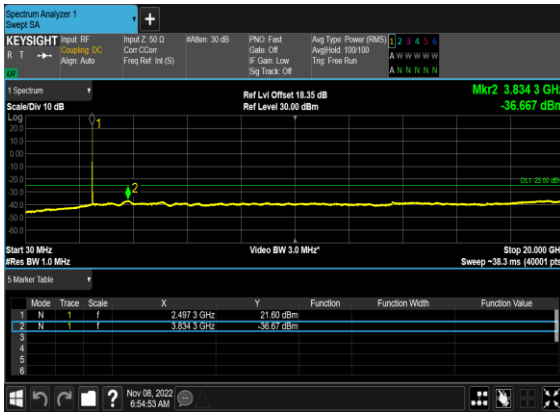 Spectrum Analyzer 1
Swept SA
KEYSIGHT
R T
Input: RF
Coupling: DC
Align: Auto
Input Z: 50 Ω
Corr CCorr
Freq Ref: Int (S)
#Atten: 30 dB
PNO: Fast
Gate: Off
IF Gain: Low
Sig Track: Off
Avg Type: Power (RMS)
Avg|Hold: 100/100
Trig: Free Run
1 2 3 4 5 6
A W W W W W
A N N N N N
1 Spectrum
Scale/Div 10 dB
Ref Lvl Offset 18.35 dB
Ref Level 30.00 dBm
Mkr2 3.834 3 GHz
-36.667 dBm
Log
20.0
10.0
0.00
-10.0
-20.0
-30.0
-40.0
-50.0
-60.0
1
2
DL1 -25.00 dBm
Start 30 MHz
#Res BW 1.0 MHz
Video BW 3.0 MHz*
Stop 20.000 GHz
Sweep ~38.3 ms (40001 pts)
5 Marker Table
Mode Trace Scale X Y Function Function Width Function Value
1 N 1 f 2.497 3 GHz 21.60 dBm
2 N 1 f 3.834 3 GHz -36.67 dBm
3
4
5
6
?
Nov 08, 2022
6:54:53 AM